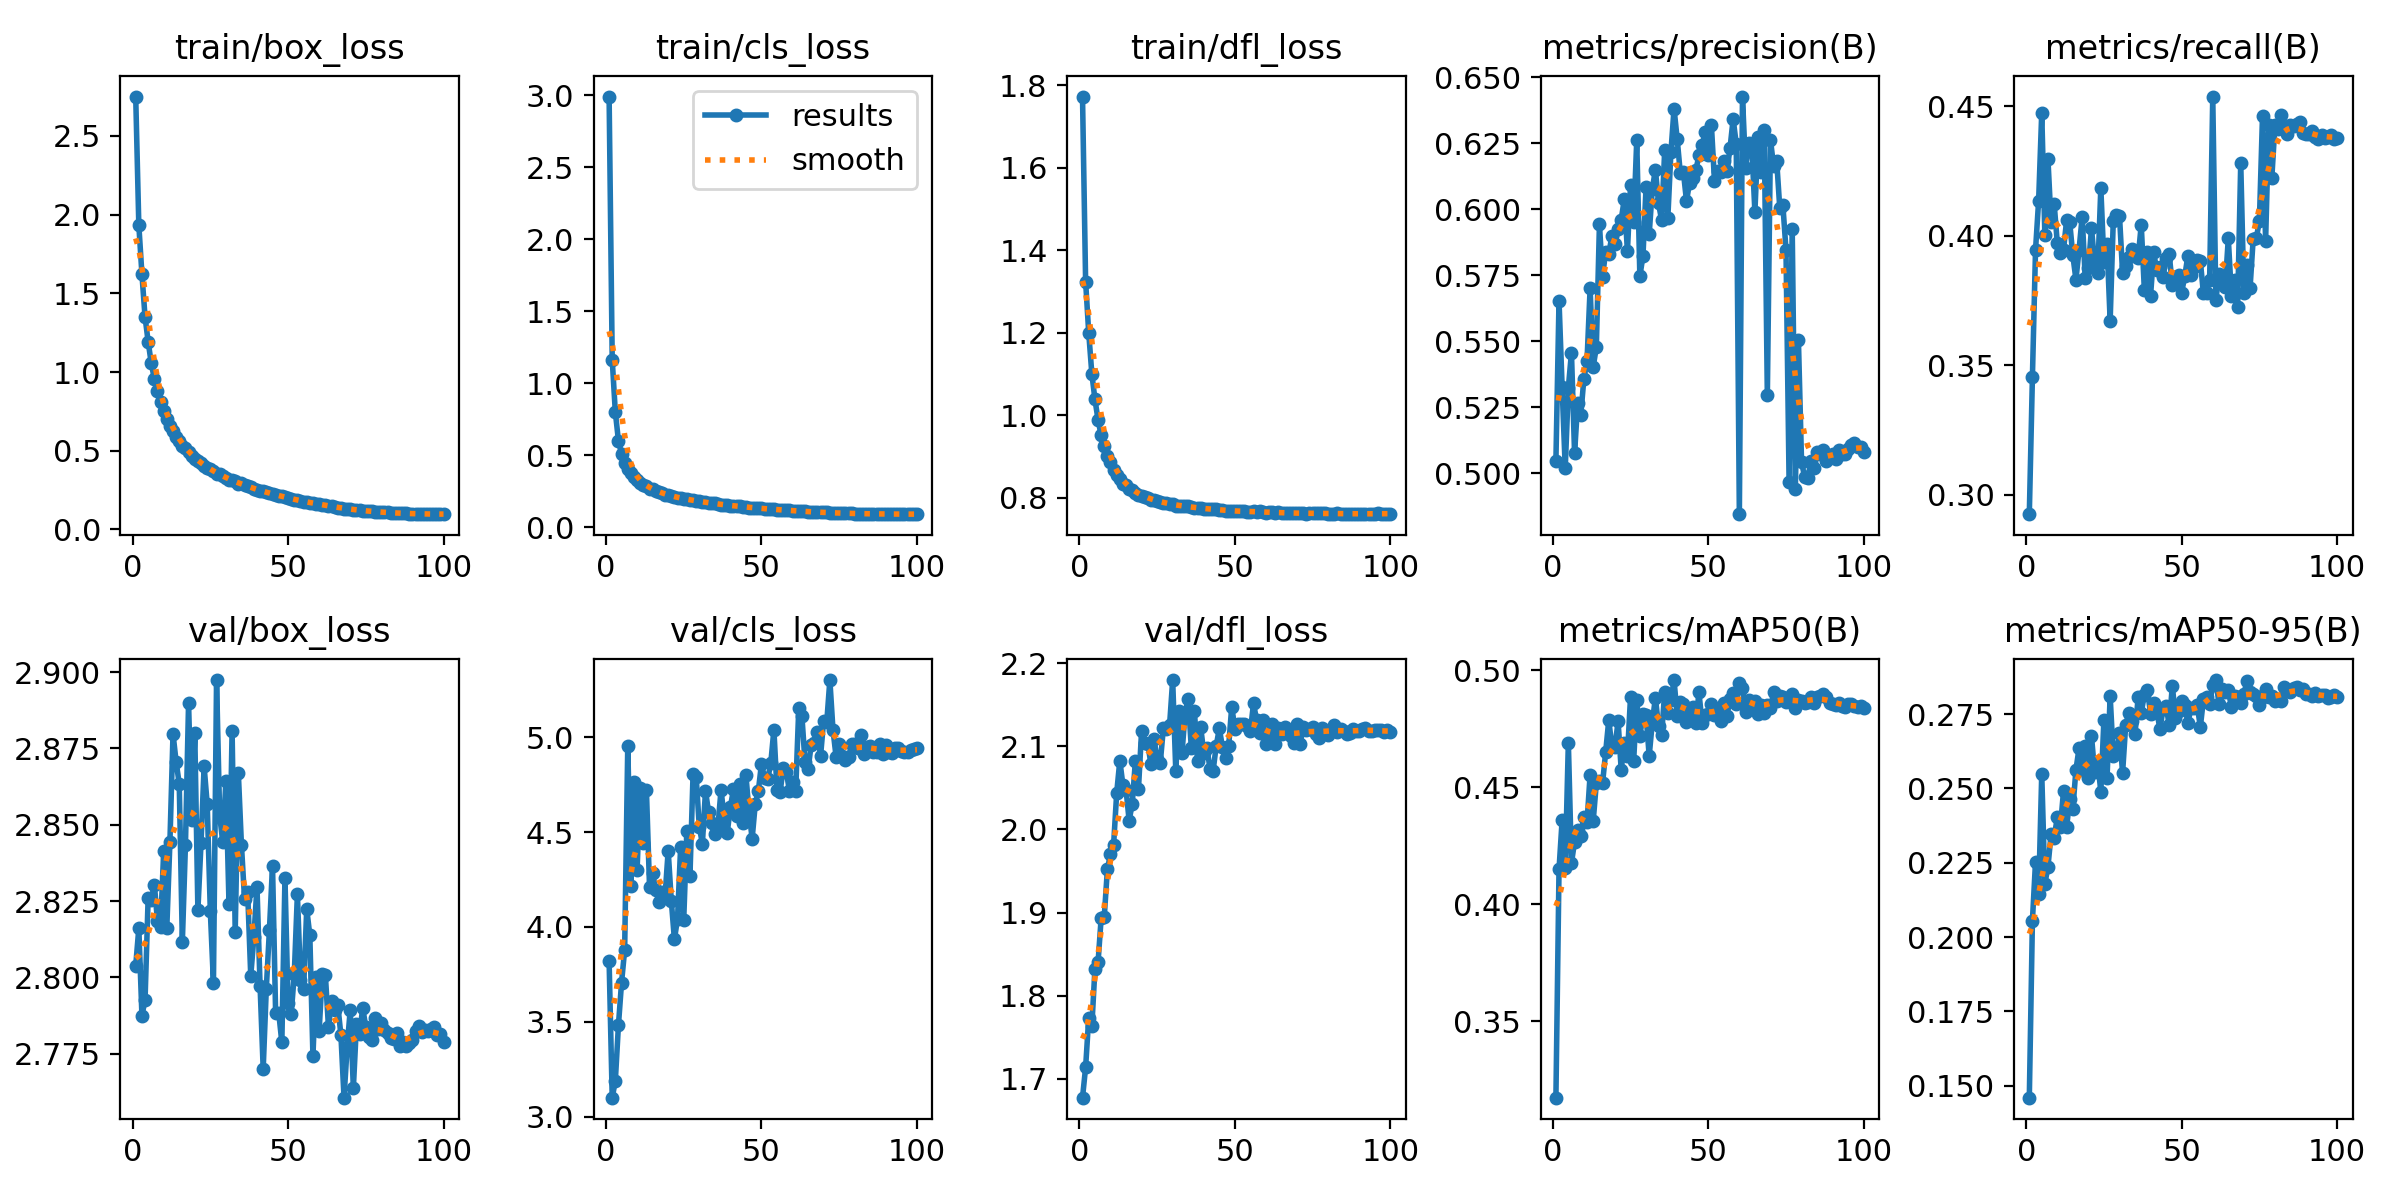 train/box_loss
2.5
2.0
1.5
1.0
0.5
0.0
0 50 100
train/cls_loss
results
smooth
3.0
2.5
2.0
1.5
1.0
0.5
0.0
0 50 100
train/dfl_loss
1.8
1.6
1.4
1.2
1.0
0.8
0 50 100
metrics/precision(B)
0.650
0.625
0.600
0.575
0.550
0.525
0.500
0 50 100
metrics/recall(B)
0.45
0.40
0.35
0.30
0 50 100
val/box_loss
2.900
2.875
2.850
2.825
2.800
2.775
0 50 100
val/cls_loss
5.0
4.5
4.0
3.5
3.0
0 50 100
val/dfl_loss
2.2
2.1
2.0
1.9
1.8
1.7
0 50 100
metrics/mAP50(B)
0.50
0.45
0.40
0.35
0 50 100
metrics/mAP50-95(B)
0.275
0.250
0.225
0.200
0.175
0.150
0 50 100